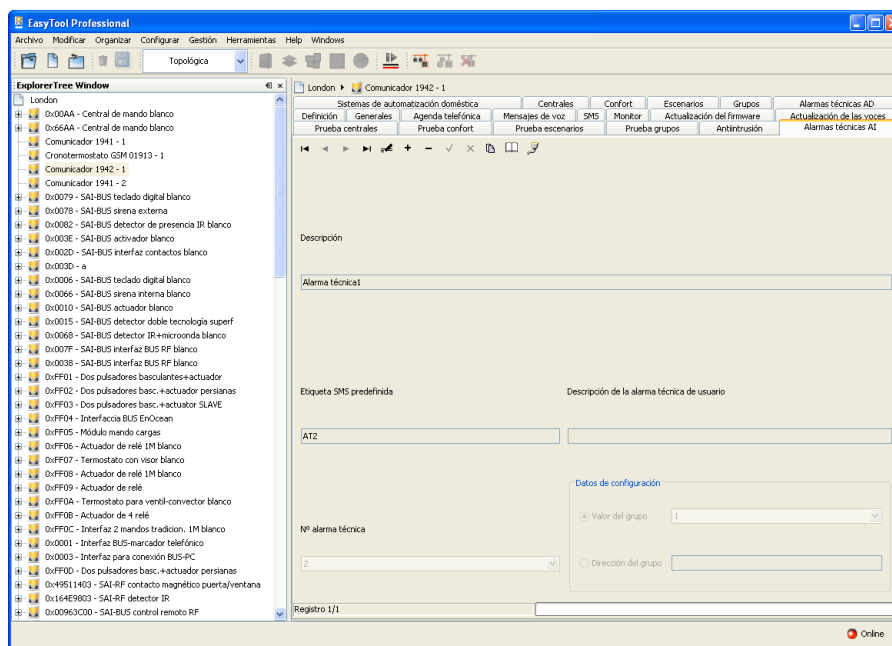 EasyTool Professional
Archivo Modificar Organizar Configurar Gestión Herramientas Help Windows
Topológica
ExplorerTree Window
London
0x00AA - Central de mando blanco
0x66AA - Central de mando blanco
Comunicador 1941 - 1
Cronotermostato GSM 01913 - 1
Comunicador 1942 - 1
Comunicador 1941 - 2
0x0079 - SAI-BUS teclado digital blanco
0x0078 - SAI-BUS sirena externa
0x0082 - SAI-BUS detector de presencia IR blanco
0x003E - SAI-BUS activador blanco
0x002D - SAI-BUS interfaz contactos blanco
0x003D - a
0x0006 - SAI-BUS teclado digital blanco
0x0066 - SAI-BUS sirena interna blanco
0x0010 - SAI-BUS actuador blanco
0x0015 - SAI-BUS detector doble tecnología superf
0x0068 - SAI-BUS detector IR+microonda blanco
0x007F - SAI-BUS interfaz BUS RF blanco
0x0038 - SAI-BUS interfaz BUS RF blanco
0xFF01 - Dos pulsadores basculantes+actuador
0xFF02 - Dos pulsadores basc.+actuador persianas
0xFF03 - Dos pulsadores basc.+actuator SLAVE
0xFF04 - Interfaccia BUS EnOcean
0xFF05 - Módulo mando cargas
0xFF06 - Actuador de relé 1M blanco
0xFF07 - Termostato con visor blanco
0xFF08 - Actuador de relé 1M blanco
0xFF09 - Actuador de relé
0xFF0A - Termostato para ventil-convector blanco
0xFF0B - Actuador de 4 relé
0xFF0C - Interfaz 2 mandos tradicion. 1M blanco
0x0001 - Interfaz BUS-marcador telefónico
0x0003 - Interfaz para conexión BUS-PC
0xFF0D - Dos pulsadores basc.+actuador persianas
0x49511403 - SAI-RF contacto magnético puerta/ventana
0x164E9803 - SAI-RF detector IR
0x00963C00 - SAI-BUS control remoto RF
London Comunicador 1942 - 1
Sistemas de automatización doméstica Centrales Confort Escenarios Grupos Alarmas técnicas AD
Definición Generales Agenda telefónica Mensajes de voz SMS Monitor Actualización del firmware Actualización de las voces
Prueba centrales Prueba confort Prueba escenarios Prueba grupos Antiintrusión Alarmas técnicas AI
Descripción
Alarma técnica1
Etiqueta SMS predefinida Descripción de la alarma técnica de usuario
AT2
Datos de configuración
Valor del grupo 1
Nº alarma técnica
2
Dirección del grupo
Registro 1/1
Online